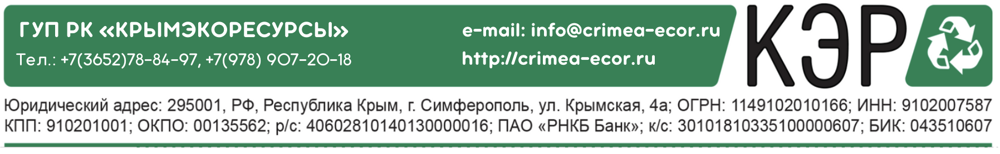 ГУП РК «КРЫМЭКОРЕСУРСЫ»
Тел.: +7(3652)78-84-97, +7(978) 907-20-18
e-mail: info@crimea-ecor.ru
http://crimea-ecor.ru
КЭР
Юридический адрес: 295001, РФ, Республика Крым, г. Симферополь, ул. Крымская, 4а; ОГРН: 1149102010166; ИНН: 9102007587
КПП: 910201001; ОКПО: 00135562; р/с: 40602810140130000016; ПАО «РНКБ Банк»; к/с: 30101810335100000607; БИК: 043510607